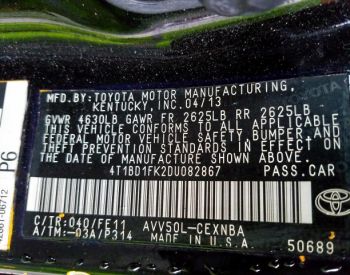 MFD.BY:TOYOTA MOTOR MANUFACTURING,
KENTUCKY, INC.04/13
GVWR 4630LB GAWR FR 2625LB RR 2625LB
THIS VEHICLE CONFORMS TO ALL APPLICABLE
FEDERAL MOTOR VEHICLE SAFETY,BUMPER,AND
THEFT PREVENTION STANDARDS IN EFFECT ON
THE DATE OF MANUFACTURE SHOWN ABOVE.
4T1BD1FK2DU082867 PASS.CAR
C/TR:040/FE11 AVV50L-CEXNBA
A/TM:-03A/P314 MADE IN U.S.A.
50689
TOYOTA
P6